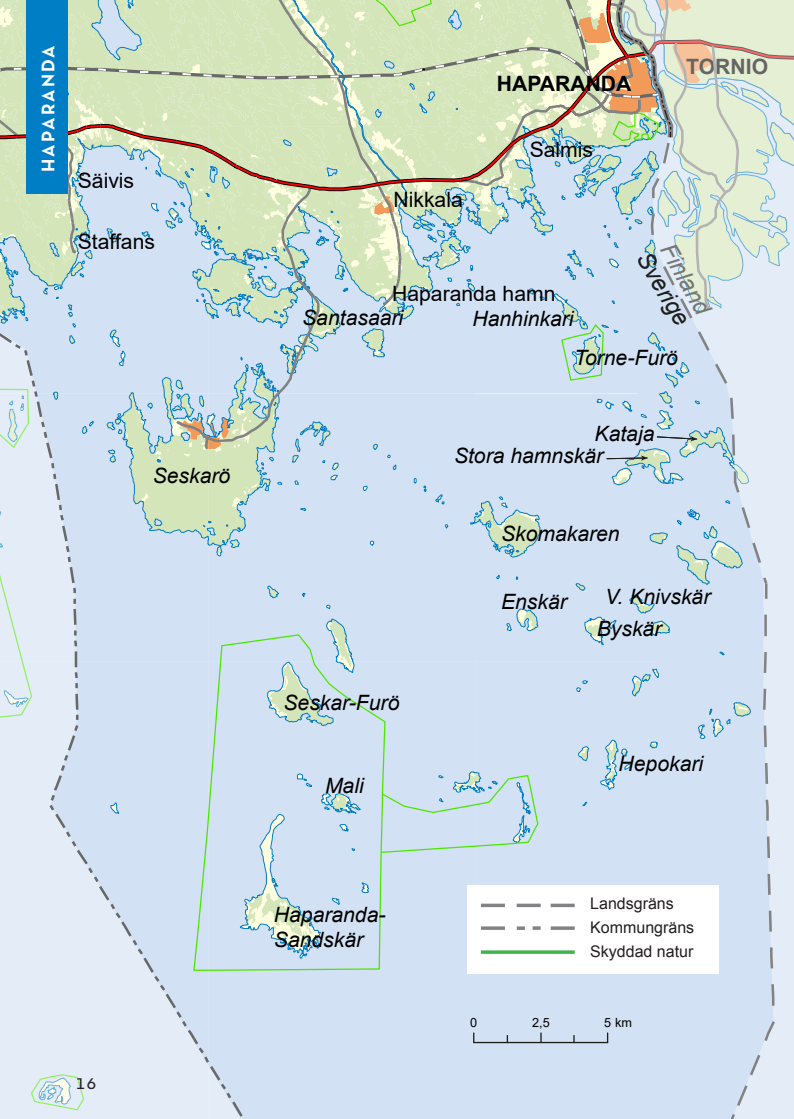 HAPARANDA
HAPARANDA
TORNIO
Salmis
Säivis
Nikkala
Staffans
Finland
Sverige
Haparanda hamn
Santasaari
Hanhinkari
Torne-Furö
Kataja
Stora hamnskär
Seskarö
Skomakaren
Enskär
V. Knivskär
Byskär
Seskar-Furö
Hepokari
Mali
Haparanda-
Sandskär
Landsgräns
Kommungräns
Skyddad natur
0 2,5 5 km
16